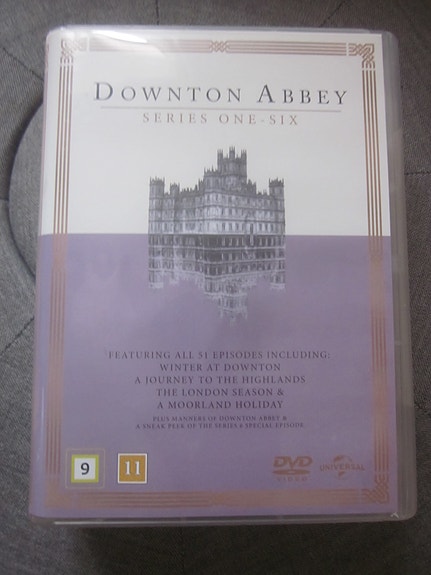 DOWNTON ABBEY
SERIES ONE - SIX
FEATURING ALL 51 EPISODES INCLUDING:
WINTER AT DOWNTON
A JOURNEY TO THE HIGHLANDS
THE LONDON SEASON &
A MOORLAND HOLIDAY
PLUS MANNERS OF DOWNTON ABBEY &
A SNEAK PEEK OF THE SERIES 6 SPECIAL EPISODE.
9
11
DVD
VIDEO
UNIVERSAL